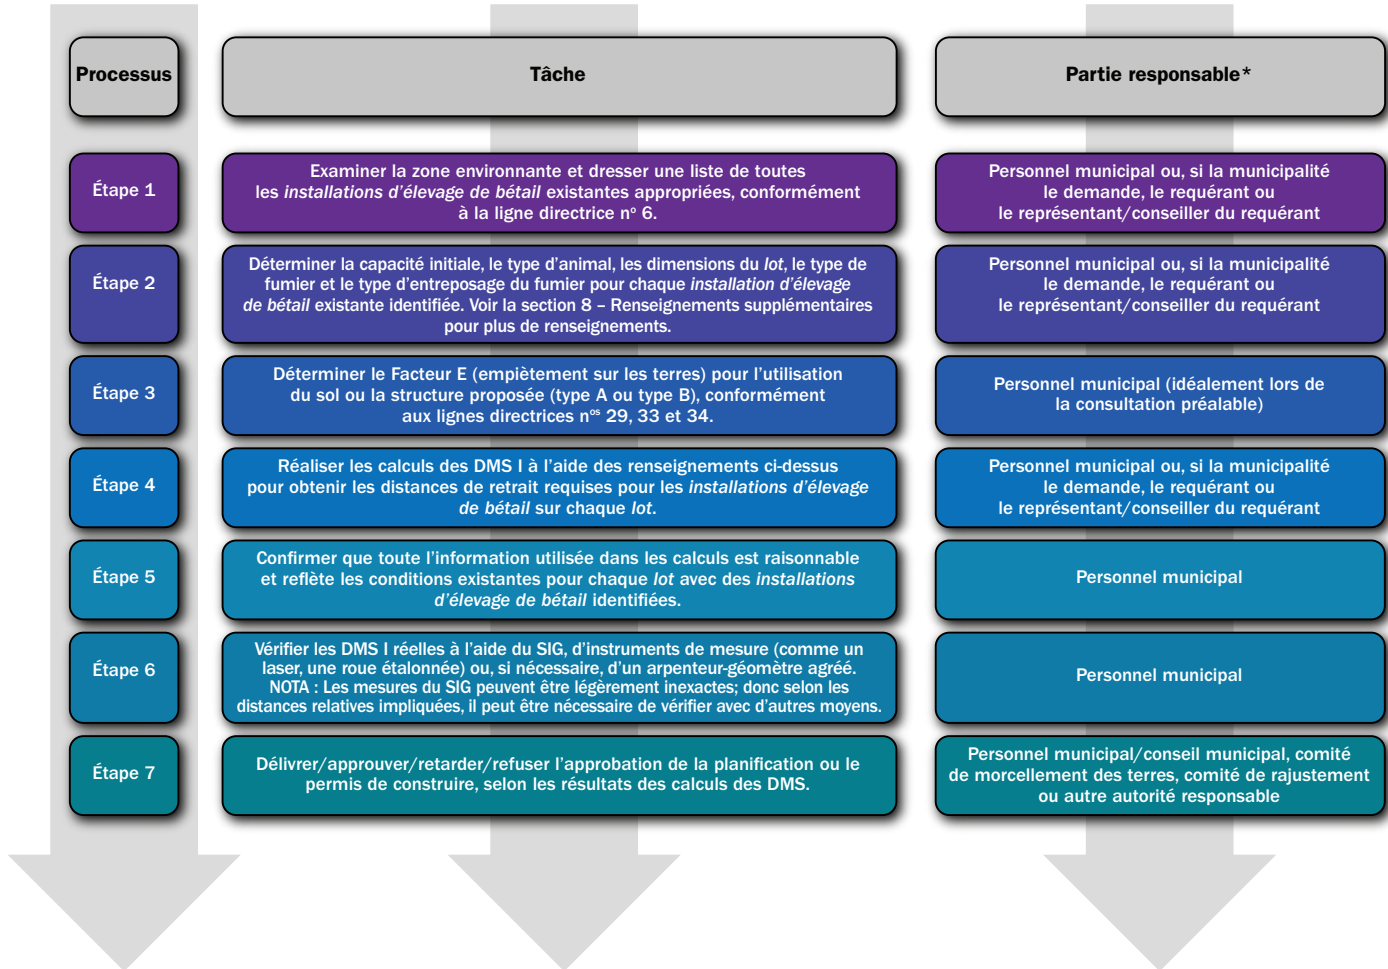 Processus
Tâche
Partie responsable*
Étape 1
Examiner la zone environnante et dresser une liste de toutes
les installations d'élevage de bétail existantes appropriées, conformément
à la ligne directrice nº 6.
Personnel municipal ou, si la municipalité
le demande, le requérant ou
le représentant/conseiller du requérant
Étape 2
Déterminer la capacité initiale, le type d'animal, les dimensions du lot, le type de
fumier et le type d'entreposage du fumier pour chaque installation d'élevage
de bétail existante identifiée. Voir la section 8 – Renseignements supplémentaires
pour plus de renseignements.
Personnel municipal ou, si la municipalité
le demande, le requérant ou
le représentant/conseiller du requérant
Étape 3
Déterminer le Facteur E (empiètement sur les terres) pour l'utilisation
du sol ou la structure proposée (type A ou type B), conformément
aux lignes directrices nᵒˢ 29, 33 et 34.
Personnel municipal (idéalement lors de
la consultation préalable)
Étape 4
Réaliser les calculs des DMS I à l'aide des renseignements ci-dessus
pour obtenir les distances de retrait requises pour les installations d'élevage
de bétail sur chaque lot.
Personnel municipal ou, si la municipalité
le demande, le requérant ou
le représentant/conseiller du requérant
Étape 5
Confirmer que toute l'information utilisée dans les calculs est raisonnable
et reflète les conditions existantes pour chaque lot avec des installations
d'élevage de bétail identifiées.
Personnel municipal
Étape 6
Vérifier les DMS I réelles à l'aide du SIG, d'instruments de mesure (comme un
laser, une roue étalonnée) ou, si nécessaire, d'un arpenteur-géomètre agréé.
NOTA : Les mesures du SIG peuvent être légèrement inexactes; donc selon les
distances relatives impliquées, il peut être nécessaire de vérifier avec d'autres moyens.
Personnel municipal
Étape 7
Délivrer/approuver/retarder/refuser l'approbation de la planification ou le
permis de construire, selon les résultats des calculs des DMS.
Personnel municipal/conseil municipal, comité
de morcellement des terres, comité de rajustement
ou autre autorité responsable